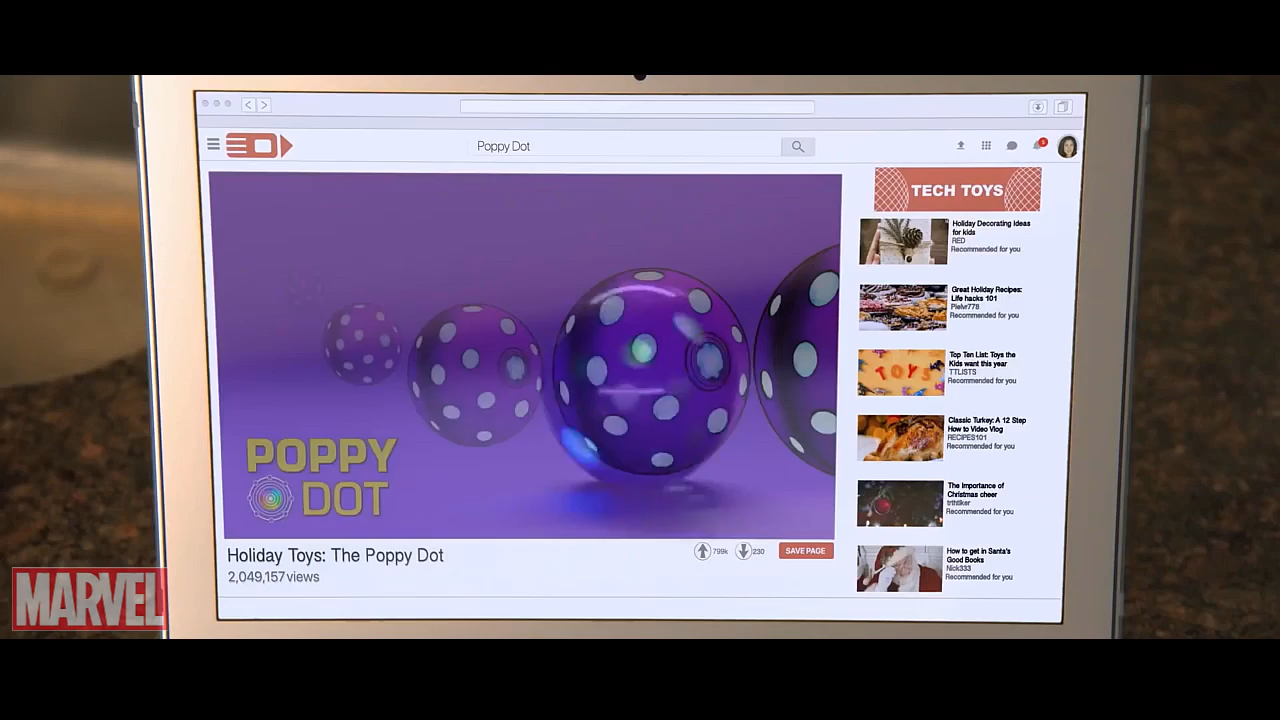 Poppy Dot
TECH TOYS
Holiday Decorating Ideas
for kids
RED
Recommended for you
Great Holiday Recipes:
Life hacks 101
Recommended for you
Top Ten List: Toys the
Kids want this year
TTLISTS
Recommended for you
TOYS
Classic Turkey: A 12 Step
How to Video Vlog
RECIPES101
Recommended for you
The Importance of
Christmas cheer
Recommended for you
How to get in Santa's
Good Books
Nick333
Recommended for you
POPPY
DOT
Holiday Toys: The Poppy Dot
2,049,157 views
799k
230
SAVE PAGE
MARVEL